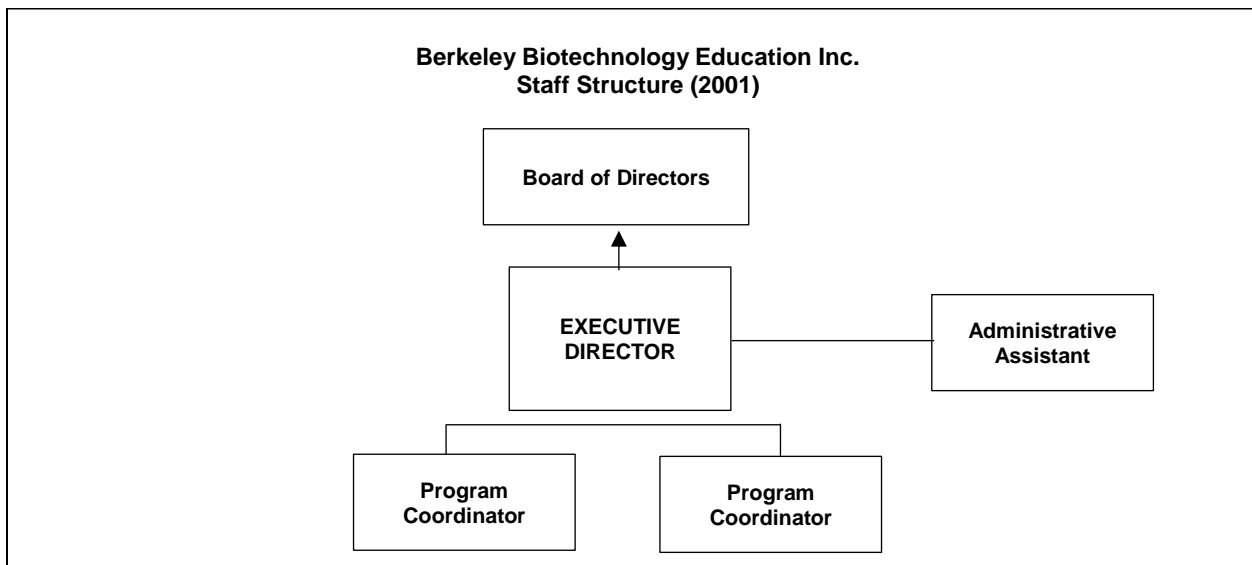 Berkeley Biotechnology Education Inc.
Staff Structure (2001)
Board of Directors
EXECUTIVE
DIRECTOR
Administrative
Assistant
Program
Coordinator
Program
Coordinator